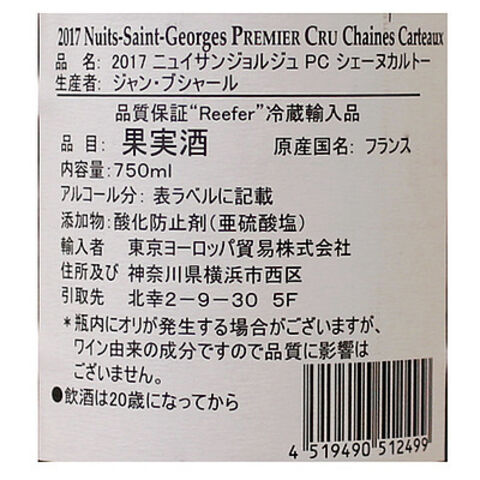 2017 Nuits-Saint-Georges PREMIER CRU Chaines Carteaux
品 名: 2017 ニュイサンジョルジュ PC シェーヌカルトー
生産者: ジャン・ブシャール
品質保証“Reefer”冷蔵輸入品
品目: 果実酒 原産国名: フランス
内容量:750ml
アルコール分: 表ラベルに記載
添加物:酸化防止剤(亜硫酸塩)
輸入者 東京ヨーロッパ貿易株式会社
住所及び 神奈川県横浜市西区
引取先 北幸2-9-30 5F
*瓶内にオリが発生する場合がございますが、
ワイン由来の成分ですので品質に影響は
ございません。
●飲酒は20歳になってから
4 519490 512499